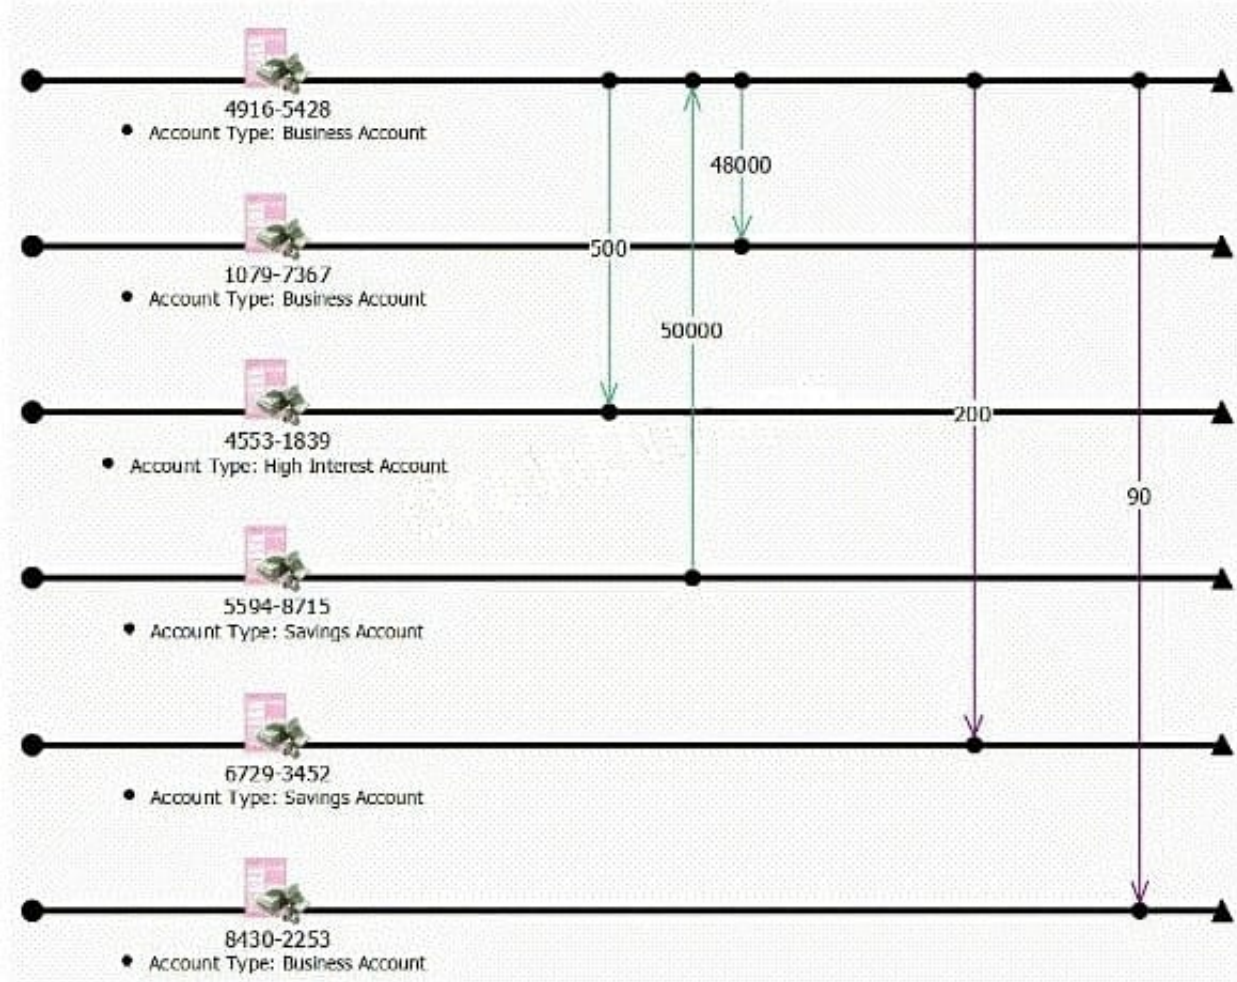 4916-5428
Account Type: Business Account
48000
1079-7367
Account Type: Business Account
500
50000
4553-1839
Account Type: High Interest Account
200
90
5594-8715
Account Type: Savings Account
6729-3452
Account Type: Savings Account
8430-2253
Account Type: Business Account